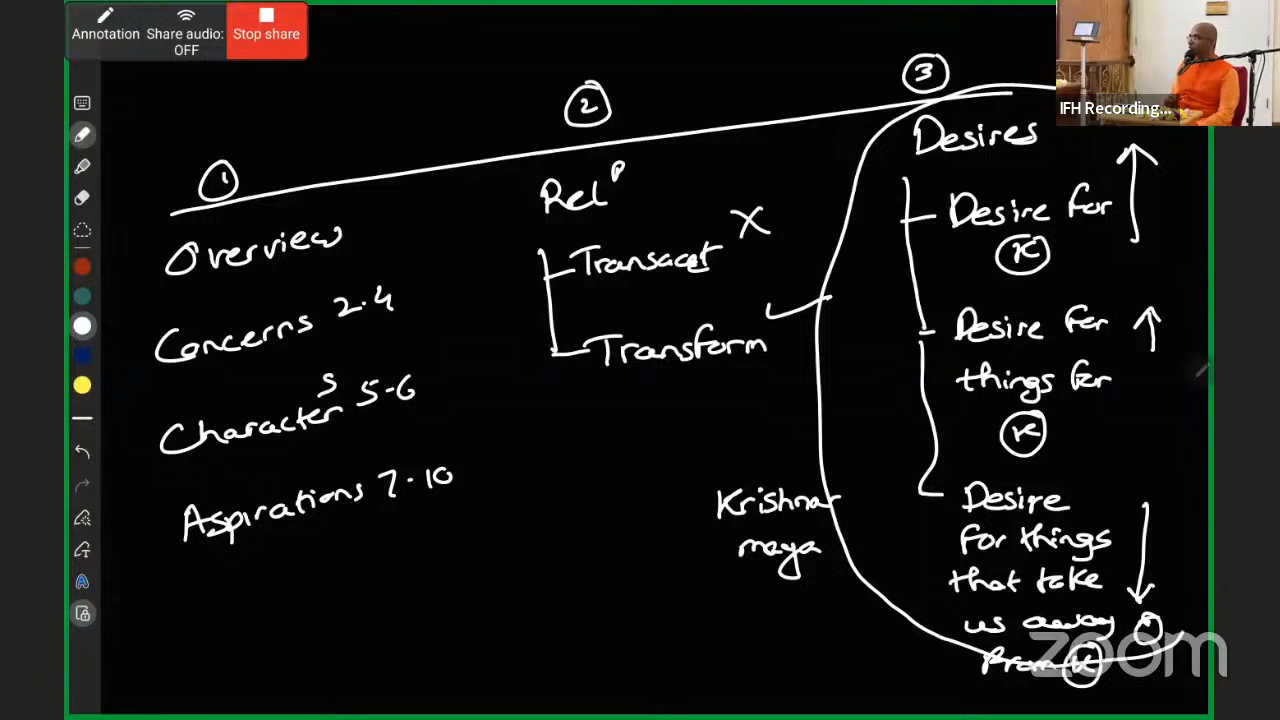 Annotation
Share audio:
OFF
Stop share
IFH Recording...
1
Overview
Concerns 2-4
Characters 5-6
Aspirations 7-10
2
Relp
Transact X
Transform
3
Desires
Desire for
K
Desire for
things for
K
Desire
for things
that take
us away
from K
Krishna
maya
zoom